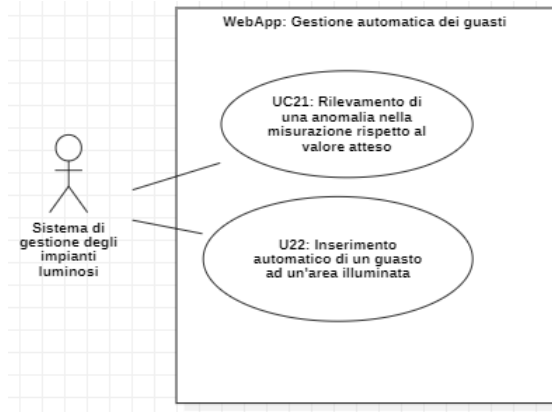 WebApp: Gestione automatica dei guasti
UC21: Rilevamento di
una anomalia nella
misurazione rispetto al
valore atteso
Sistema di
gestione degli
impianti
luminosi
U22: Inserimento
automatico di un guasto
ad un'area illuminata